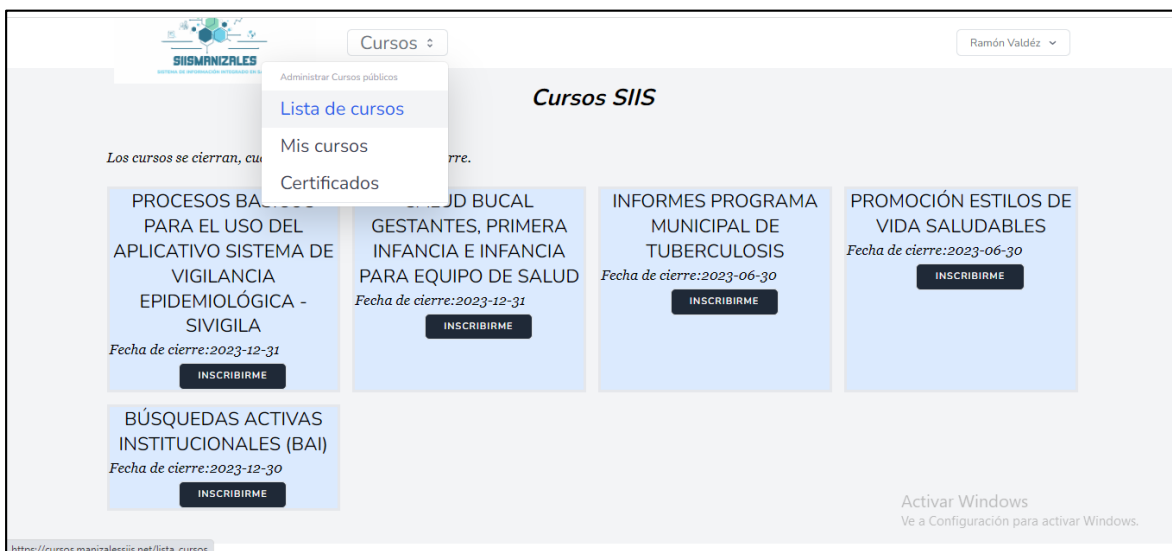 SIISMANIZALES
SISTEMA DE INFORMACIÓN INTEGRADO EN
Cursos
Ramón Valdéz
Administrar Cursos públicos
Lista de cursos
Mis cursos
Certificados
Cursos SIIS
Los cursos se cierran, rre.
PROCESOS
PARA EL USO DEL
APLICATIVO SISTEMA DE
VIGILANCIA
EPIDEMIOLÓGICA -
SIVIGILA
Fecha de cierre:2023-12-31
INSCRIBIRME
BUCAL
GESTANTES, PRIMERA
INFANCIA E INFANCIA
PARA EQUIPO DE SALUD
Fecha de cierre:2023-12-31
INSCRIBIRME
INFORMES PROGRAMA
MUNICIPAL DE
TUBERCULOSIS
Fecha de cierre:2023-06-30
INSCRIBIRME
PROMOCIÓN ESTILOS DE
VIDA SALUDABLES
Fecha de cierre:2023-06-30
INSCRIBIRME
BÚSQUEDAS ACTIVAS
INSTITUCIONALES (BAI)
Fecha de cierre:2023-12-30
INSCRIBIRME
Activar Windows
Ve a Configuración para activar Windows.
https://cursos.manizalessiis.net/lista_cursos